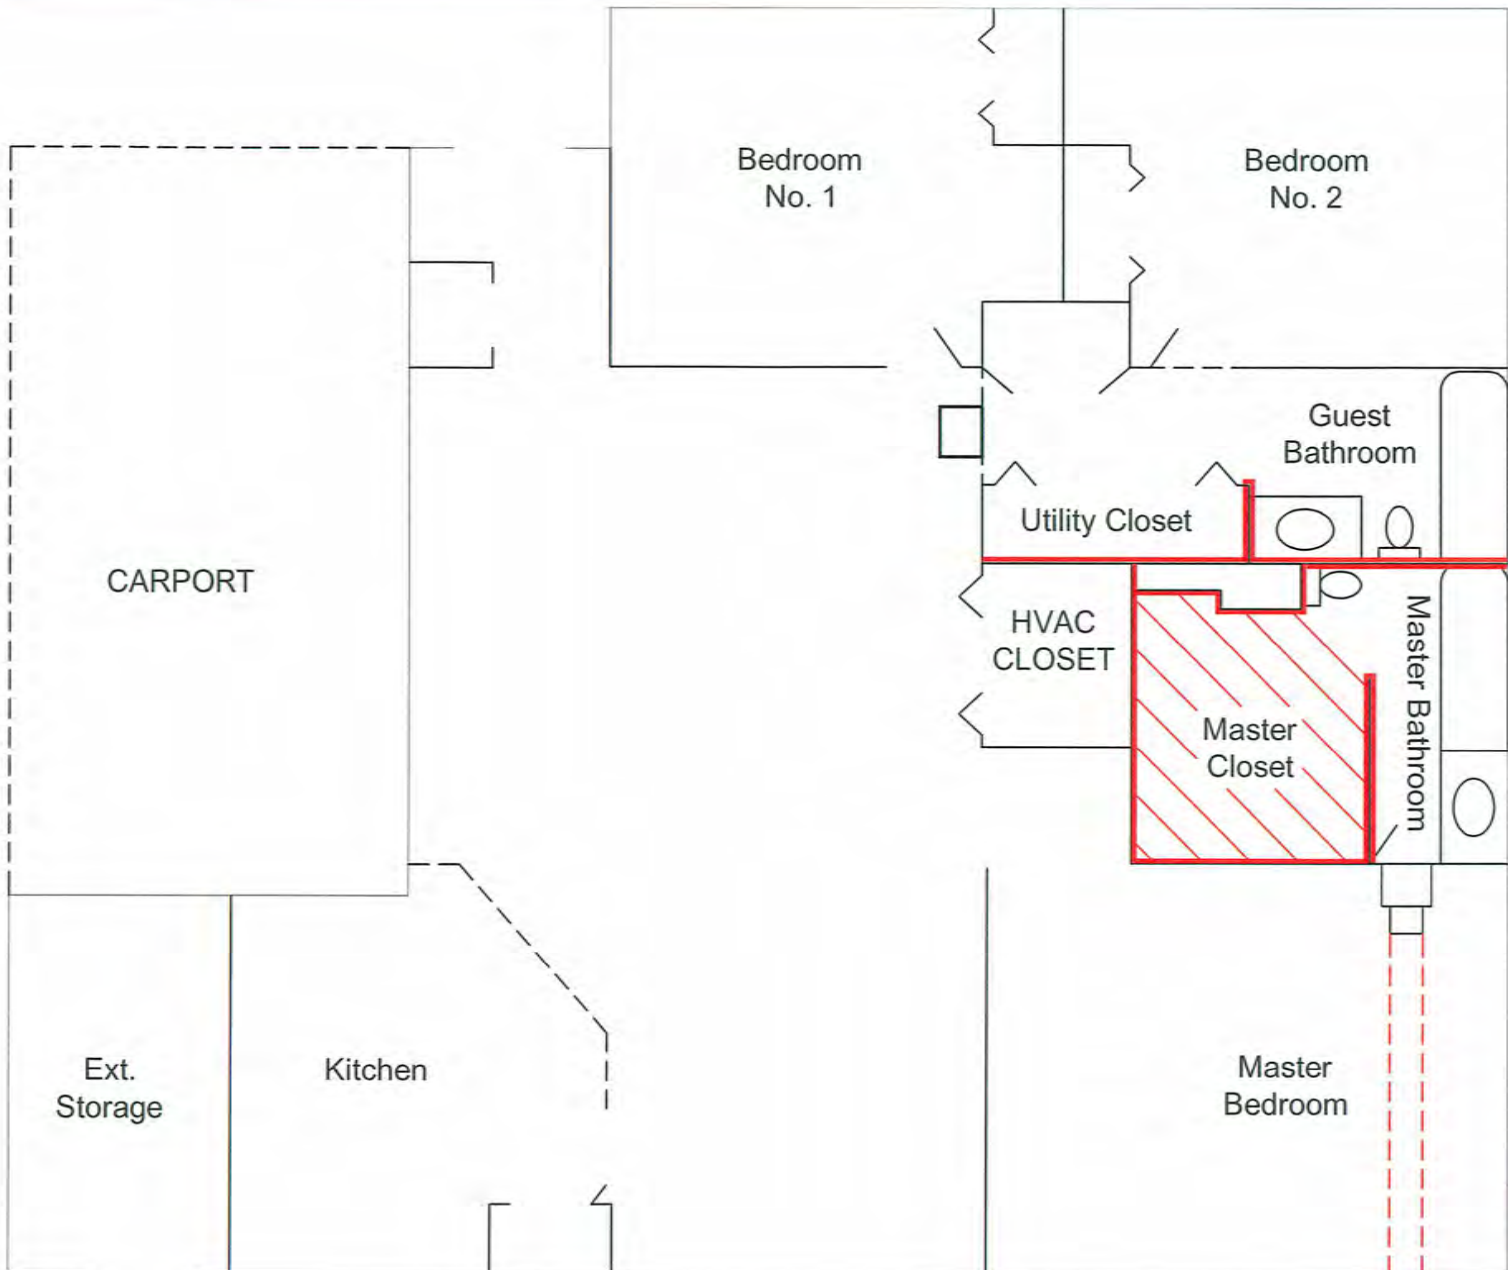 Bedroom
No. 1
Bedroom
No. 2
Guest
Bathroom
Utility Closet
CARPORT
HVAC
CLOSET
Master Bathroom
Master
Closet
Ext.
Storage
Kitchen
Master
Bedroom